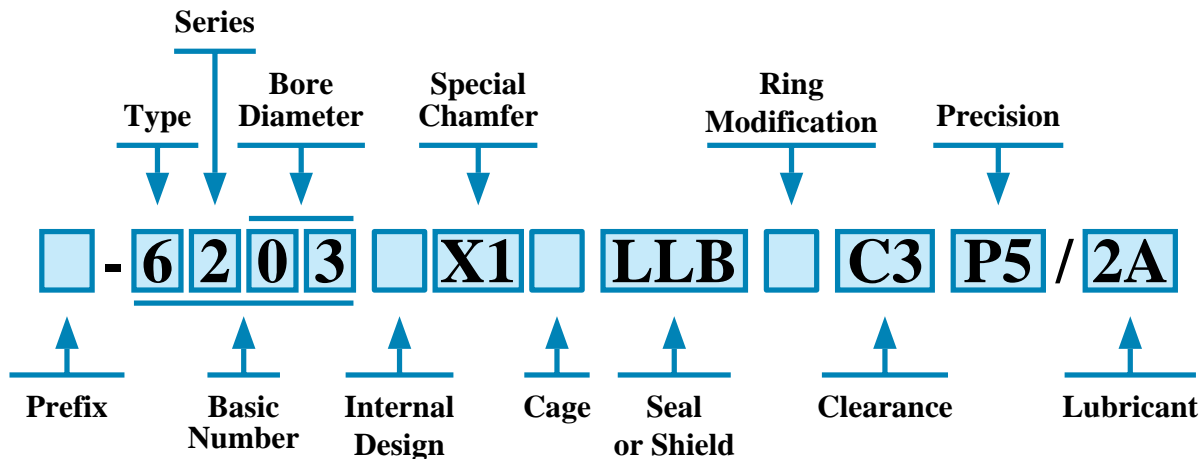 Series
Bore
Diameter
Special
Chamfer
Ring
Modification
Type
Precision
- 6 2 0 3 X1 LLB C3 P5 / 2A
Prefix
Basic
Number
Internal
Design
Cage
Seal
or Shield
Clearance
Lubricant